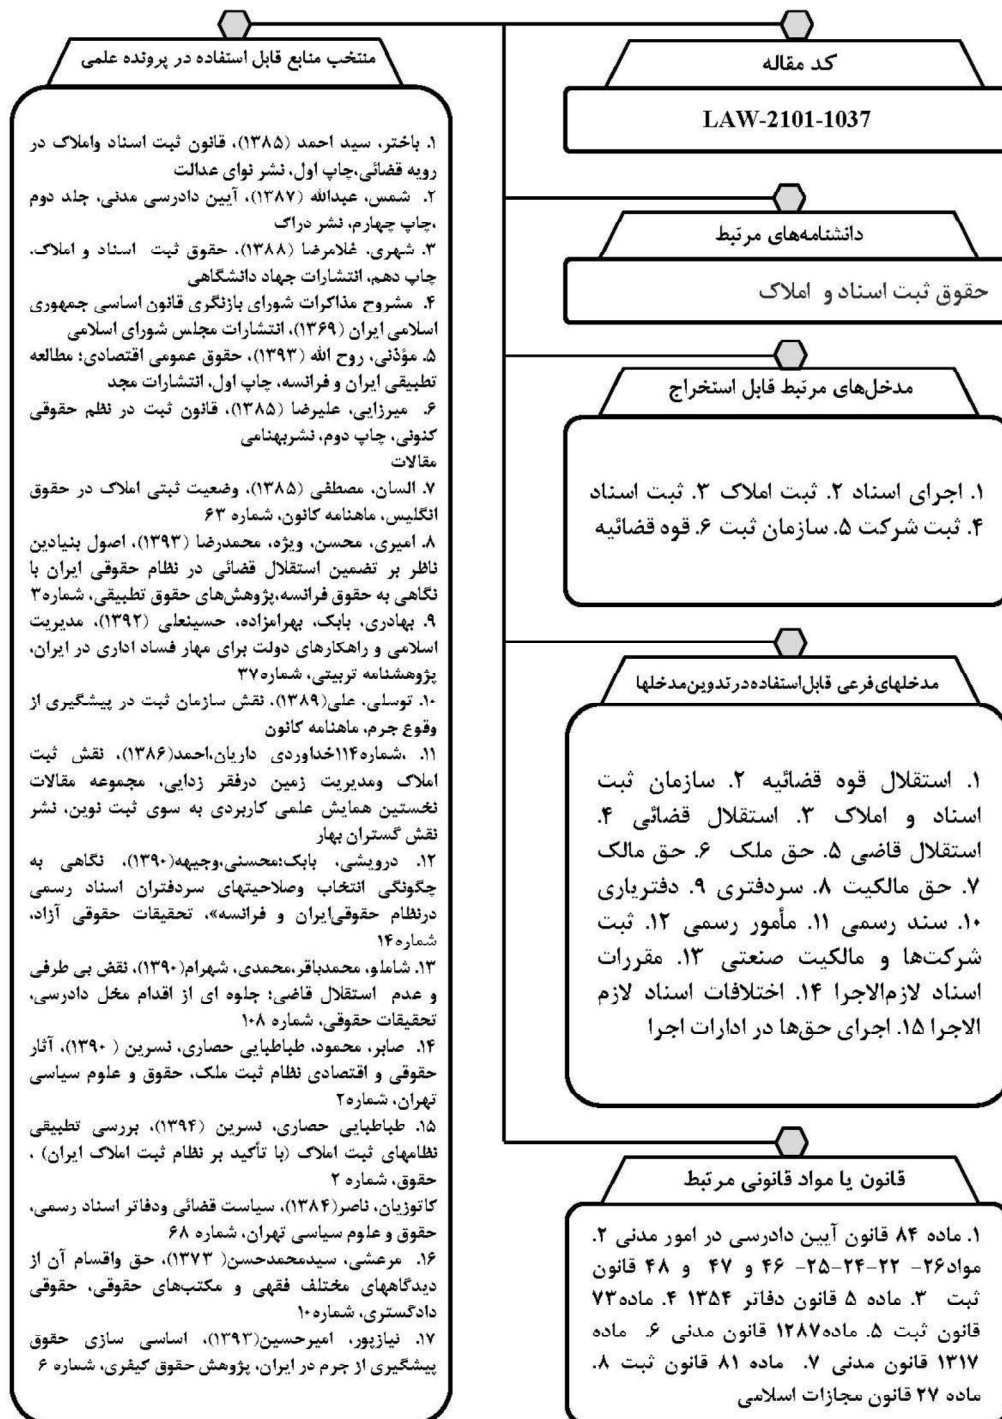 کد مقاله
LAW-2101-1037
دانشنامه‌های مرتبط
حقوق ثبت اسناد و املاک
مدخل‌های مرتبط قابل استخراج
۱. اجرای اسناد ۲. ثبت املاک ۳. ثبت اسناد
۴. ثبت شرکت ۵. سازمان ثبت ۶. قوه قضائیه
مدخلهای فرعی قابل استفاده در تدوین مدخلها
۱. استقلال قوه قضائیه ۲. سازمان ثبت
اسناد و املاک ۳. استقلال قضائی ۴.
استقلال قاضی ۵. حق ملک ۶. حق مالک
۷. حق مالکیت ۸. سردفتری ۹. دفتریاری
۱۰. سند رسمی ۱۱. مأمور رسمی ۱۲. ثبت
شرکت‌ها و مالکیت صنعتی ۱۳. مقررات
اسناد لازم‌الاجرا ۱۴. اختلافات اسناد لازم
الاجرا ۱۵. اجرای حق‌ها در ادارات اجرا
قانون یا مواد قانونی مرتبط
۱. ماده ۸۴ قانون آیین دادرسی در امور مدنی ۲.
مواد۲۶- ۲۲-۲۴-۲۵- ۴۶ و ۴۷ و ۴۸ قانون
ثبت ۳. ماده ۵ قانون دفاتر ۱۳۵۴ ۴. ماده۷۳
قانون ثبت ۵. ماده۱۲۸۷ قانون مدنی ۶. ماده
۱۳۱۷ قانون مدنی ۷. ماده ۸۱ قانون ثبت ۸.
ماده ۲۷ قانون مجازات اسلامی
منتخب منابع قابل استفاده در پرونده علمی
۱. باختر، سید احمد (۱۳۸۵)، قانون ثبت اسناد واملاک در
رویه قضائی،چاپ اول، نشر نوای عدالت
۲. شمس، عبدالله (۱۳۸۷)، آیین دادرسی مدنی، جلد دوم
،چاپ چهارم، نشر دراک
۳. شهری، غلامرضا (۱۳۸۸)، حقوق ثبت اسناد و املاک،
چاپ دهم، انتشارات جهاد دانشگاهی
۴. مشروح مذاکرات شورای بازنگری قانون اساسی جمهوری
اسلامی ایران (۱۳۶۹)، انتشارات مجلس شورای اسلامی
۵. مؤذنی، روح الله (۱۳۹۳)، حقوق عمومی اقتصادی؛ مطالعه
تطبیقی ایران و فرانسه، چاپ اول، انتشارات مجد
۶. میرزایی، علیرضا (۱۳۸۵)، قانون ثبت در نظم حقوقی
کنونی، چاپ دوم، نشربهنامی
مقالات
۷. السان، مصطفی (۱۳۸۵)، وضعیت ثبتی املاک در حقوق
انگلیس، ماهنامه کانون، شماره ۶۳
۸. امیری، محسن، ویژه، محمدرضا (۱۳۹۳)، اصول بنیادین
ناظر بر تضمین استقلال قضائی در نظام حقوقی ایران با
نگاهی به حقوق فرانسه،پژوهش‌های حقوق تطبیقی، شماره۳
۹. بهادری، بابک، بهرامزاده، حسینعلی (۱۳۹۲)، مدیریت
اسلامی و راهکارهای دولت برای مهار فساد اداری در ایران،
پژوهشنامه تربیتی، شماره۳۷
۱۰. توسلی، علی(۱۳۸۹)، نقش سازمان ثبت در پیشگیری از
وقوع جرم، ماهنامه کانون
۱۱. ،شماره۱۱۴خداوردی داریان،احمد(۱۳۸۶)، نقش ثبت
املاک ومدیریت زمین درفقر زدایی، مجموعه مقالات
نخستین همایش علمی کاربردی به سوی ثبت نوین، نشر
نقش گستران بهار
۱۲. درویشی، بابک؛محسنی،وجیهه(۱۳۹۰)، نگاهی به
چگونگی انتخاب وصلاحیتهای سردفتران اسناد رسمی
درنظام حقوقی‌ایران و فرانسه»، تحقیقات حقوقی آزاد،
شماره۱۴
۱۳. شاملو، محمدباقر،محمدی، شهرام(۱۳۹۰)، نقض بی طرفی
و عدم استقلال قاضی؛ جلوه ای از اقدام مخل دادرسی،
تحقیقات حقوقی، شماره ۱۰۸
۱۴. صابر، محمود، طباطبایی حصاری، نسرین ( ۱۳۹۰)، آثار
حقوقی و اقتصادی نظام ثبت ملک، حقوق و علوم سیاسی
تهران، شماره۲
۱۵. طباطبایی حصاری، نسرین (۱۳۹۴)، بررسی تطبیقی
نظامهای ثبت املاک (با تأکید بر نظام ثبت املاک ایران) ،
حقوق، شماره ۲
کاتوزیان، ناصر(۱۳۸۴)، سیاست قضائی ودفاتر اسناد رسمی،
حقوق و علوم سیاسی تهران، شماره ۶۸
۱۶. مرعشی، سیدمحمدحسن( ۱۳۷۳)، حق واقسام آن از
دیدگاههای مختلف فقهی و مکتب‌های حقوقی، حقوقی
دادگستری، شماره۱۰
۱۷. نیازپور، امیرحسین(۱۳۹۳)، اساسی سازی حقوق
پیشگیری از جرم در ایران، پژوهش حقوق کیفری، شماره ۶